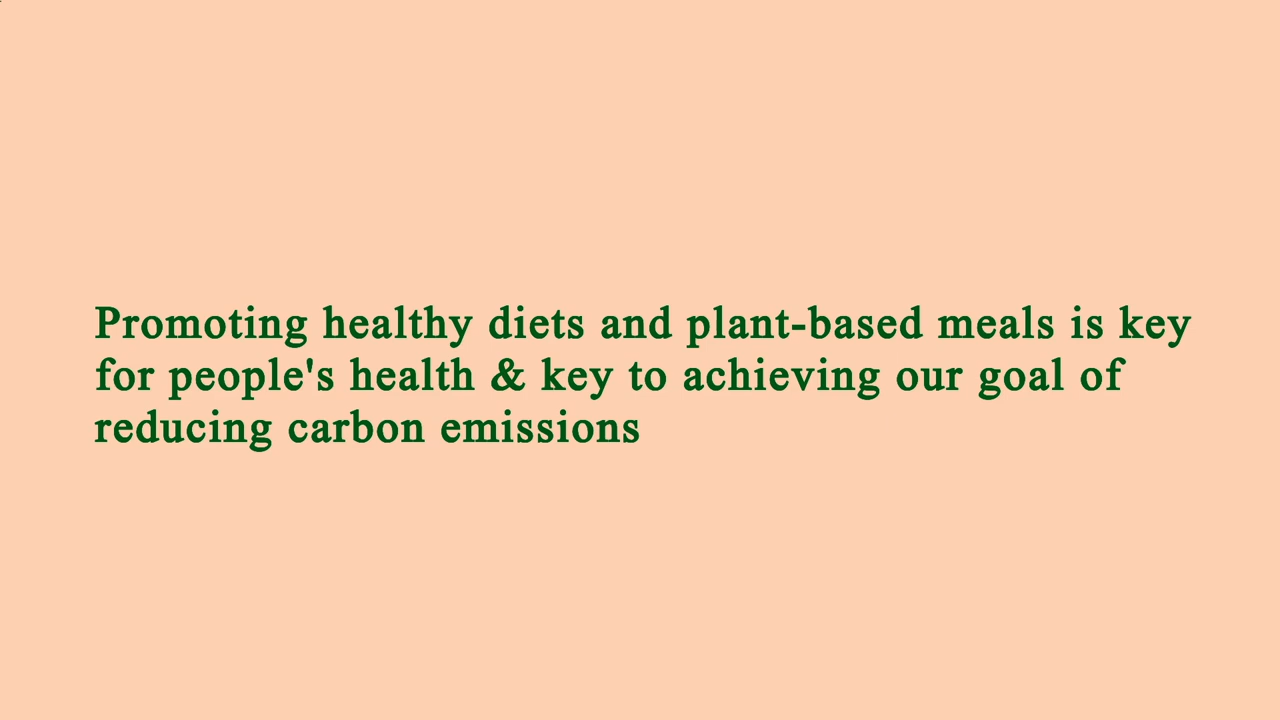 Promoting healthy diets and plant-based meals is key
for people's health & key to achieving our goal of
reducing carbon emissions